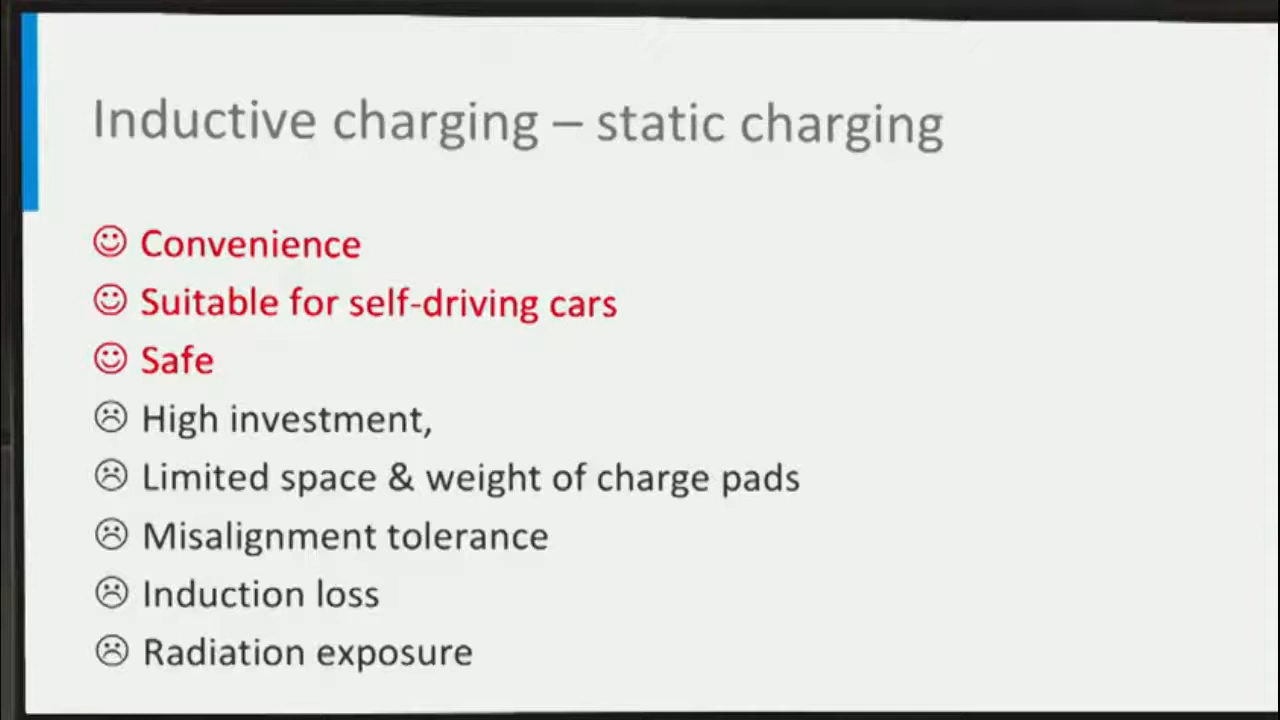 Inductive charging – static charging
☺ Convenience
☺ Suitable for self-driving cars
☺ Safe
☹ High investment,
☹ Limited space & weight of charge pads
☹ Misalignment tolerance
☹ Induction loss
☹ Radiation exposure